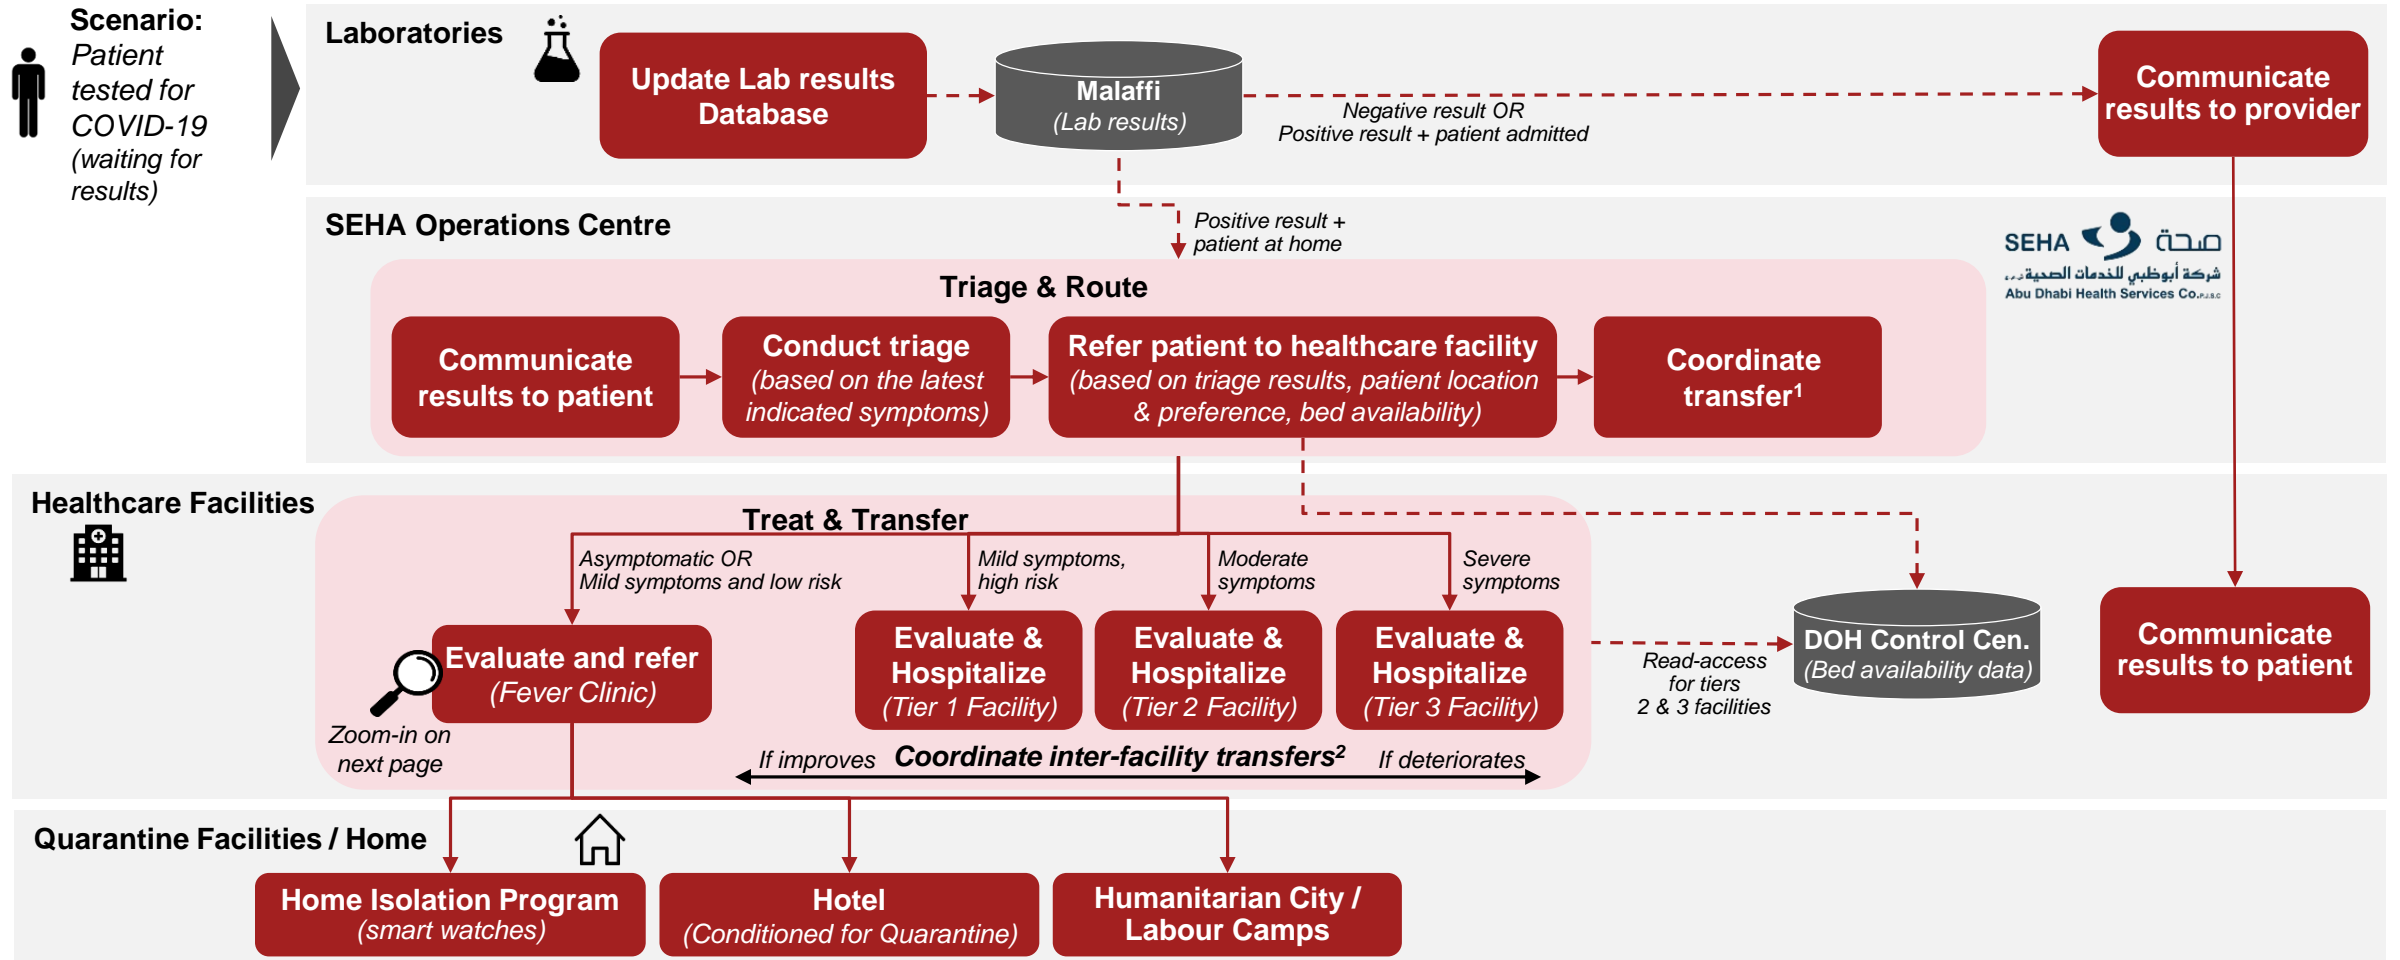 Scenario:
Patient
tested for
COVID-19
(waiting for
results)
Laboratories
Update Lab results
Database
Malaffi
(Lab results)
Negative result OR
Positive result + patient admitted
Communicate
results to provider
SEHA Operations Centre
Positive result +
patient at home
SEHA صحة
شركة أبوظبي للخدمات الصحية
Abu Dhabi Health Services Co. P.J.S.C
Triage & Route
Communicate
results to patient
Conduct triage
(based on the latest
indicated symptoms)
Refer patient to healthcare facility
(based on triage results, patient location
& preference, bed availability)
Coordinate
transfer¹
Healthcare Facilities
Treat & Transfer
Asymptomatic OR
Mild symptoms and low risk
Mild symptoms,
high risk
Moderate
symptoms
Severe
symptoms
Evaluate and refer
(Fever Clinic)
Zoom-in on
next page
Evaluate &
Hospitalize
(Tier 1 Facility)
Evaluate &
Hospitalize
(Tier 2 Facility)
Evaluate &
Hospitalize
(Tier 3 Facility)
If improves Coordinate inter-facility transfers² If deteriorates
Read-access
for tiers
2 & 3 facilities
DOH Control Cen.
(Bed availability data)
Communicate
results to patient
Quarantine Facilities / Home
Home Isolation Program
(smart watches)
Hotel
(Conditioned for Quarantine)
Humanitarian City /
Labour Camps